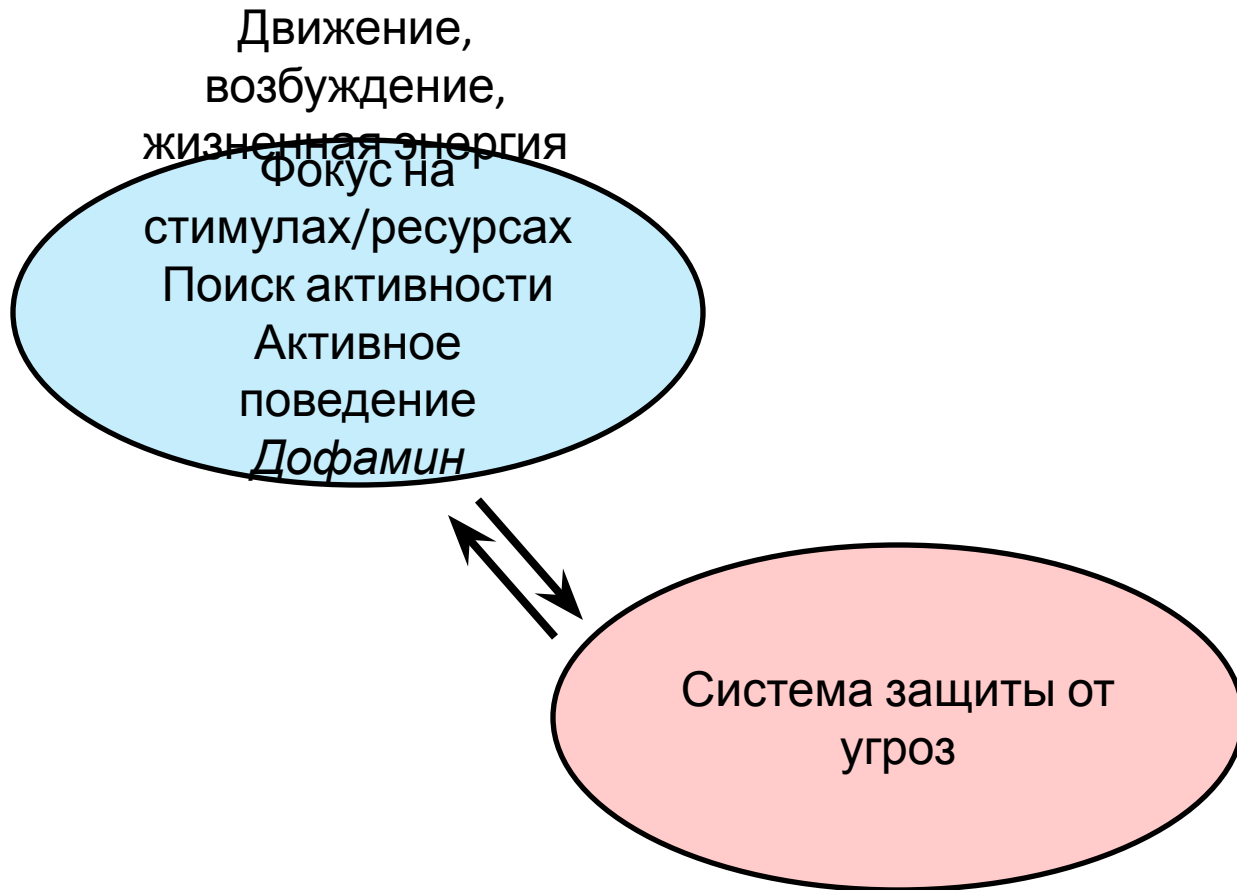 Движение,
возбуждение,
жизненная энергия
Фокус на
стимулах/ресурсах
Поиск активности
Активное
поведение
Дофамин
Система защиты от
угроз